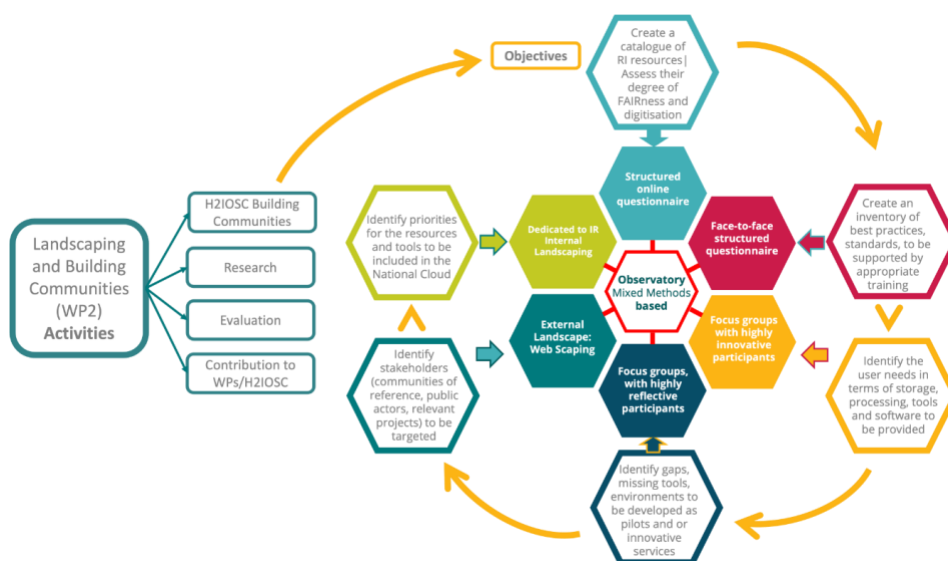 Landscaping
and Building
Communities
(WP2)
Activities
H2IOSC Building
Communities
Research
Evaluation
Contribution to
WPs/H2IOSC
Objectives
Create a
catalogue of
RI resources|
Assess their
degree of
FAIRness and
digitisation
Structured
online
questionnaire
Face-to-face
structured
questionnaire
Create an
inventory of
best practices,
standards, to be
supported by
appropriate
training
Focus groups
with highly
innovative
participants
Identify the
user needs in
terms of storage,
processing, tools
and software to
be provided
Focus groups,
with highly
reflective
participants
Identify gaps,
missing tools,
environments to
be developed as
pilots and or
innovative
services
External
Landscape:
Web Scaping
Identify
stakeholders
(communities of
reference, public
actors, relevant
projects) to be
targeted
Dedicated to IR
Internal
Landscaping
Identify priorities
for the resources
and tools to be
included in the
National Cloud
Observatory
Mixed Methods
based